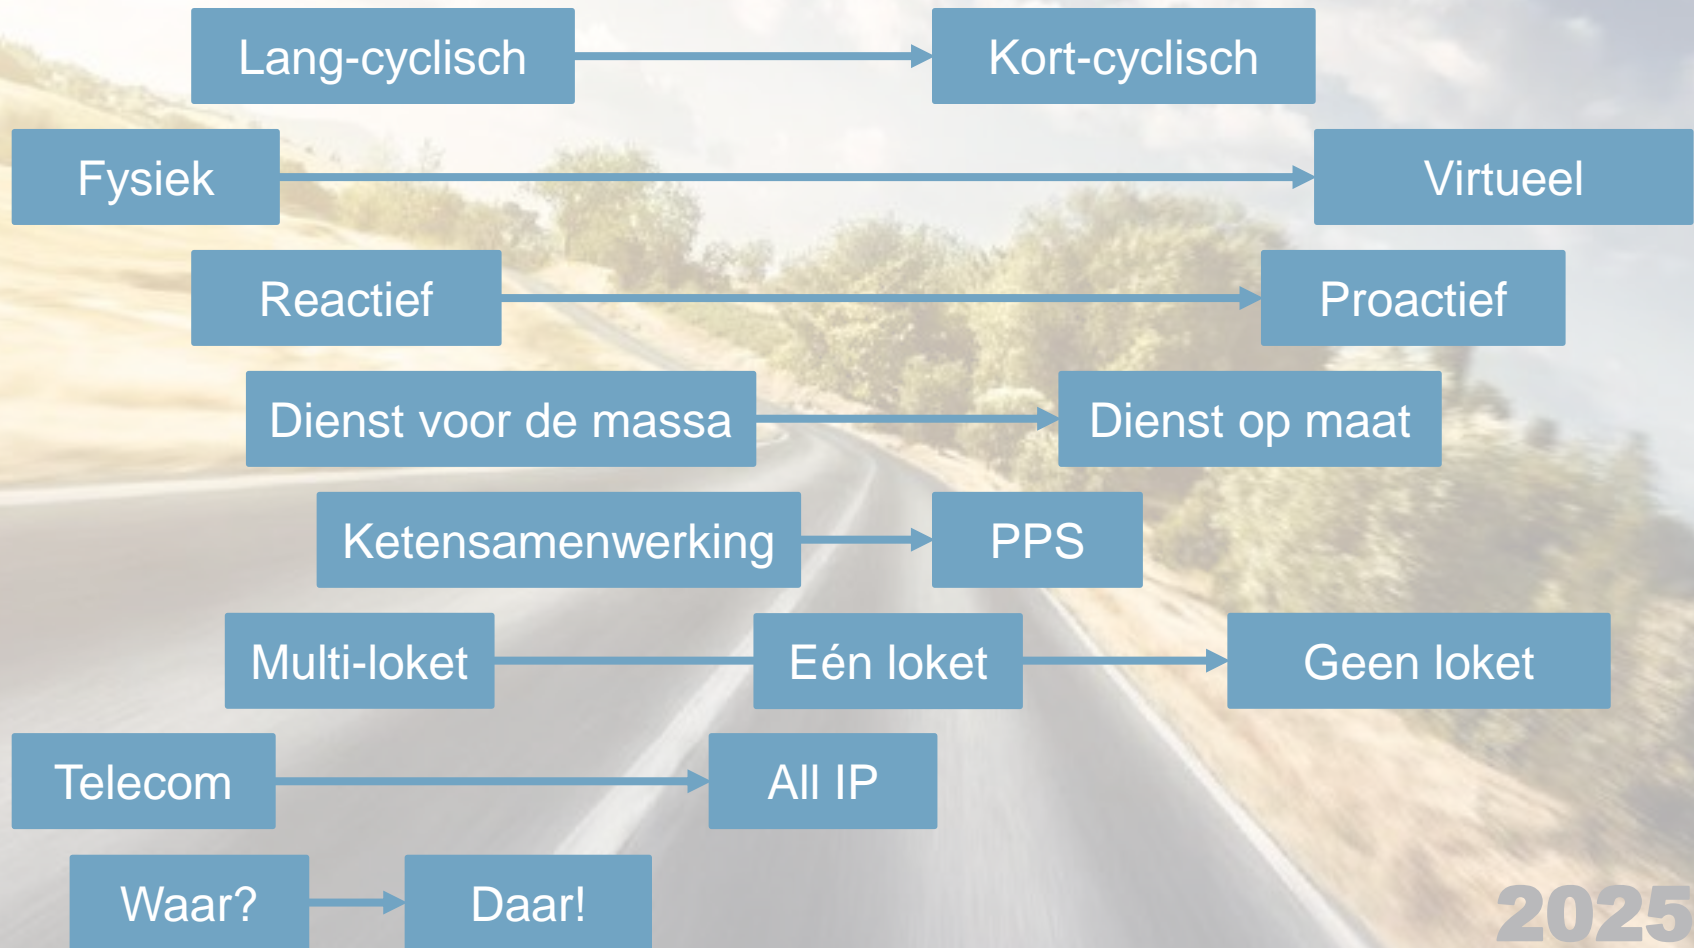 Lang-cyclisch Kort-cyclisch
Fysiek Virtueel
Reactief Proactief
Dienst voor de massa Dienst op maat
Ketensamenwerking PPS
Multi-loket Eén loket Geen loket
Telecom All IP
Waar? Daar!
2025